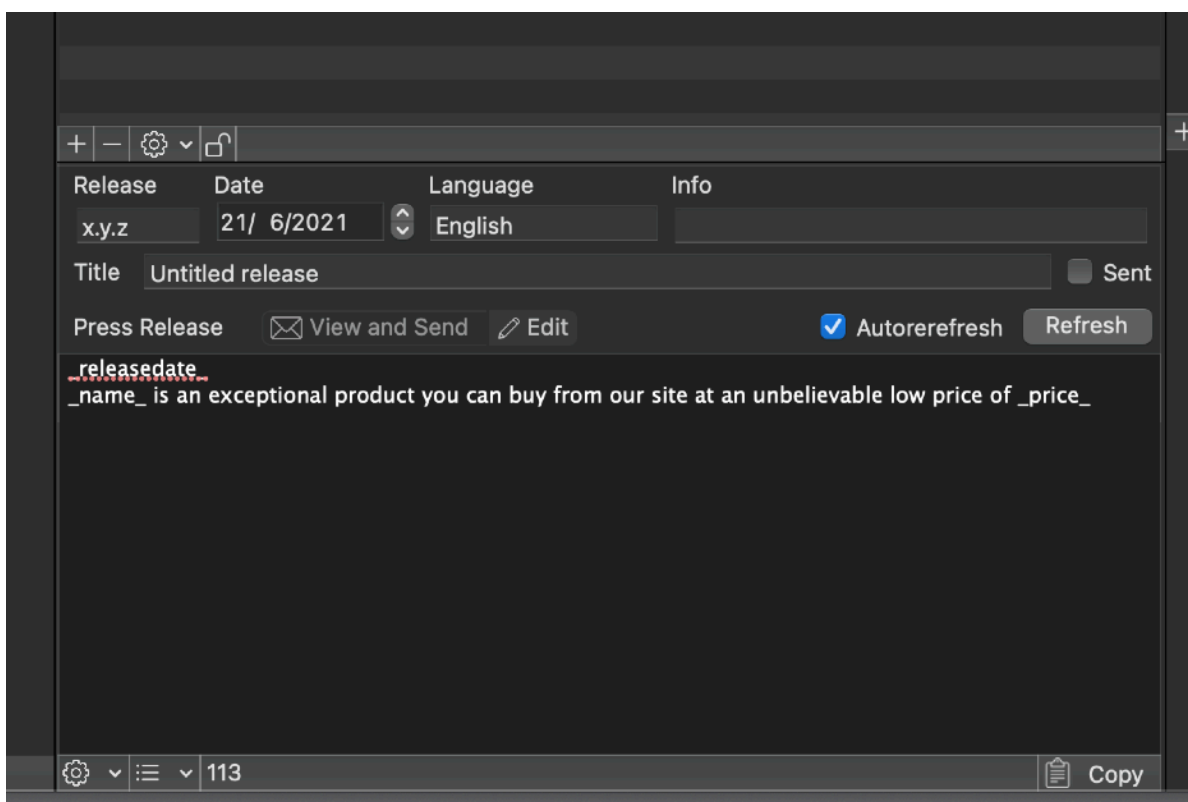 Release Date Language Info
x.y.z 21/ 6/2021 English
Title Untitled release Sent
Press Release View and Send Edit Autorerefresh Refresh
_releasedate_
_name_ is an exceptional product you can buy from our site at an unbelievable low price of _price_
113 Copy